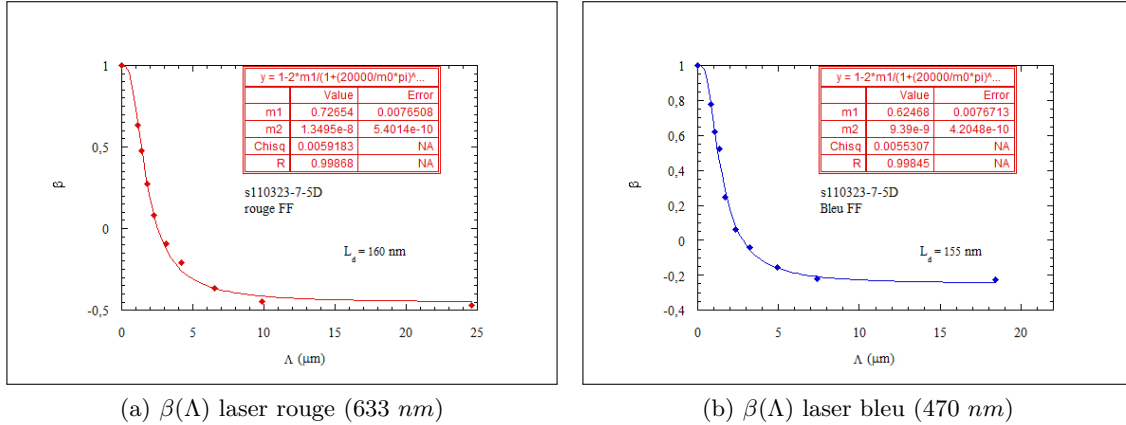 y = 1-2*m1/(1+(20000/m0*pi)^...
Value Error
m1 0.72654 0.0076508
m2 1.3495e-8 5.4014e-10
Chisq 0.0059183 NA
R 0.99868 NA
s110323-7-5D
rouge FF
L_d = 160 nm
β
1
0,5
0
-0,5
0 5 10 15 20 25
Λ (μm)
(a) β(Λ) laser rouge (633 nm)
y = 1-2*m1/(1+(20000/m0*pi)^...
Value Error
m1 0.62468 0.0076713
m2 9.39e-9 4.2048e-10
Chisq 0.0055307 NA
R 0.99845 NA
s110323-7-5D
Bleu FF
L_d = 155 nm
β
1
0,8
0,6
0,4
0,2
0
-0,2
-0,4
0 5 10 15 20
Λ (μm)
(b) β(Λ) laser bleu (470 nm)